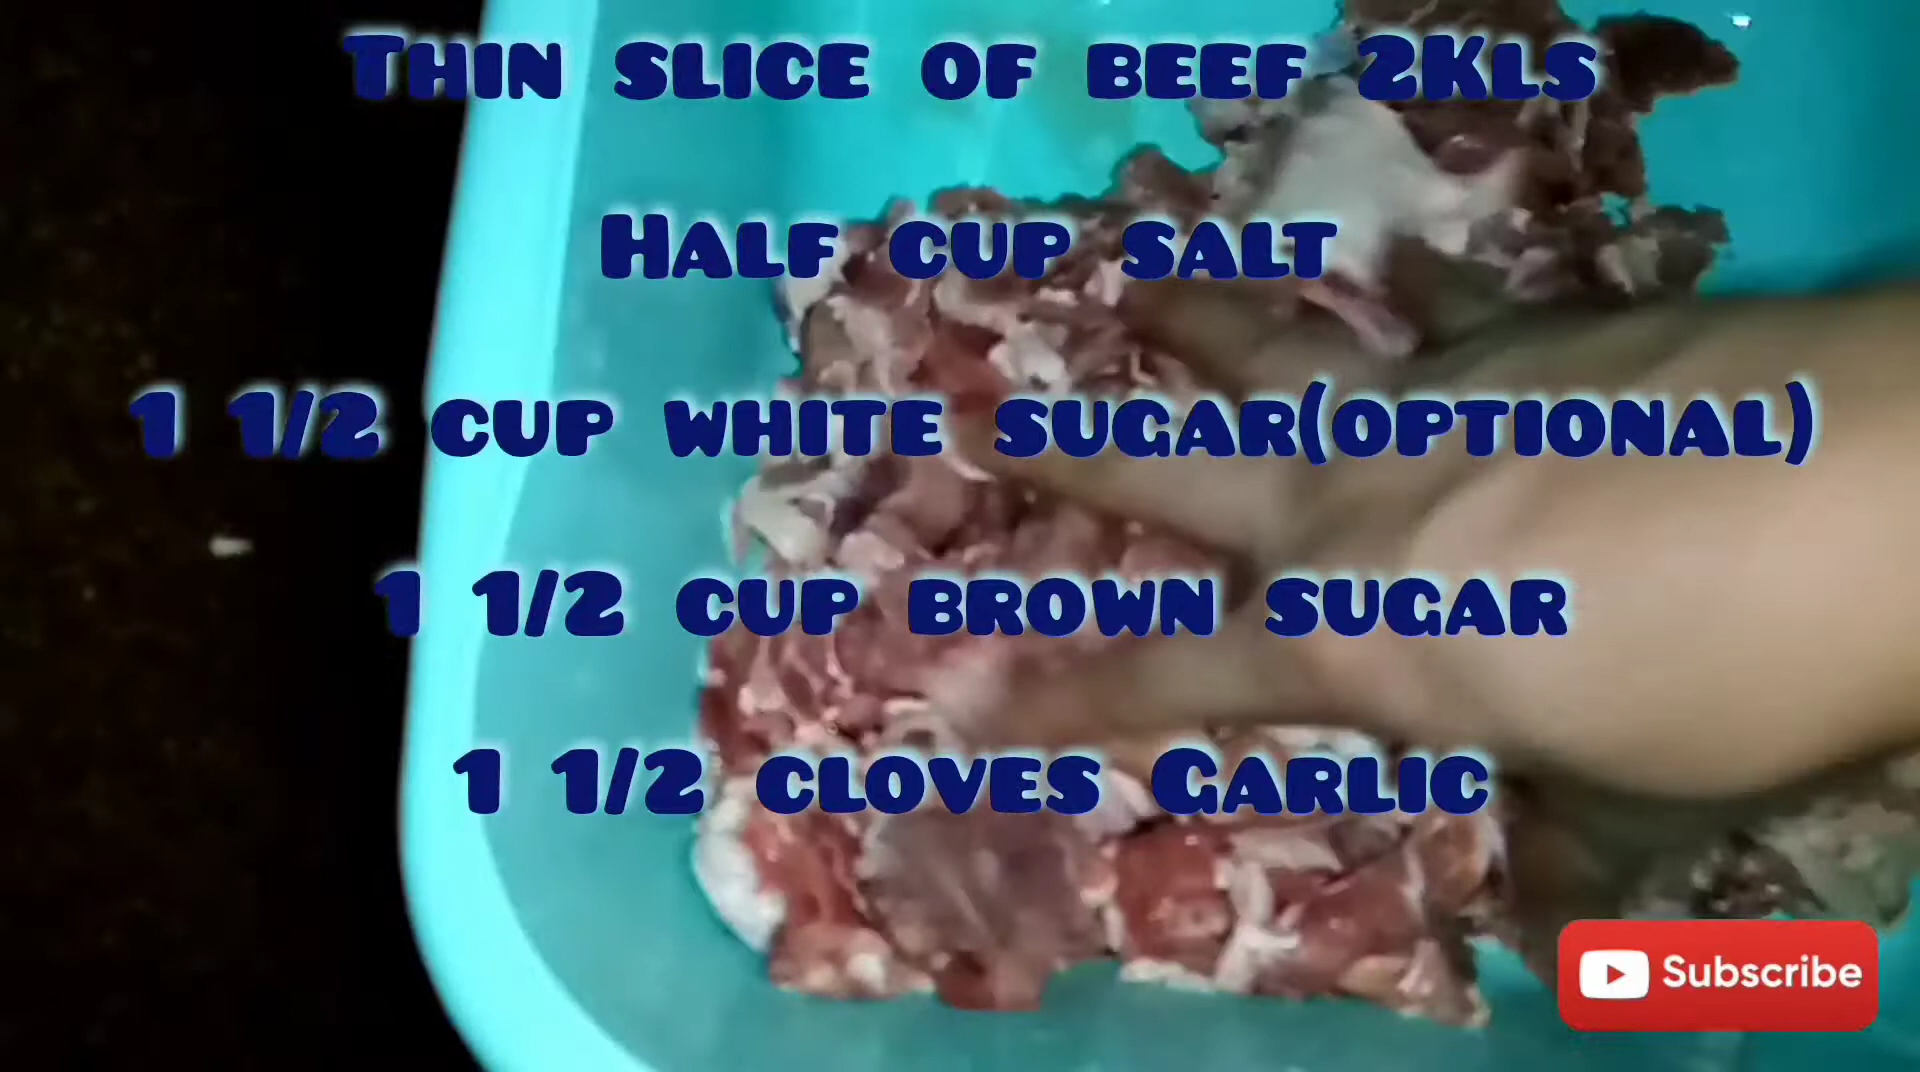 Thin slice of beef 2Kls
Half cup salt
1 1/2 cup white sugar(optional)
1 1/2 cup brown sugar
1 1/2 cloves Garlic
Subscribe